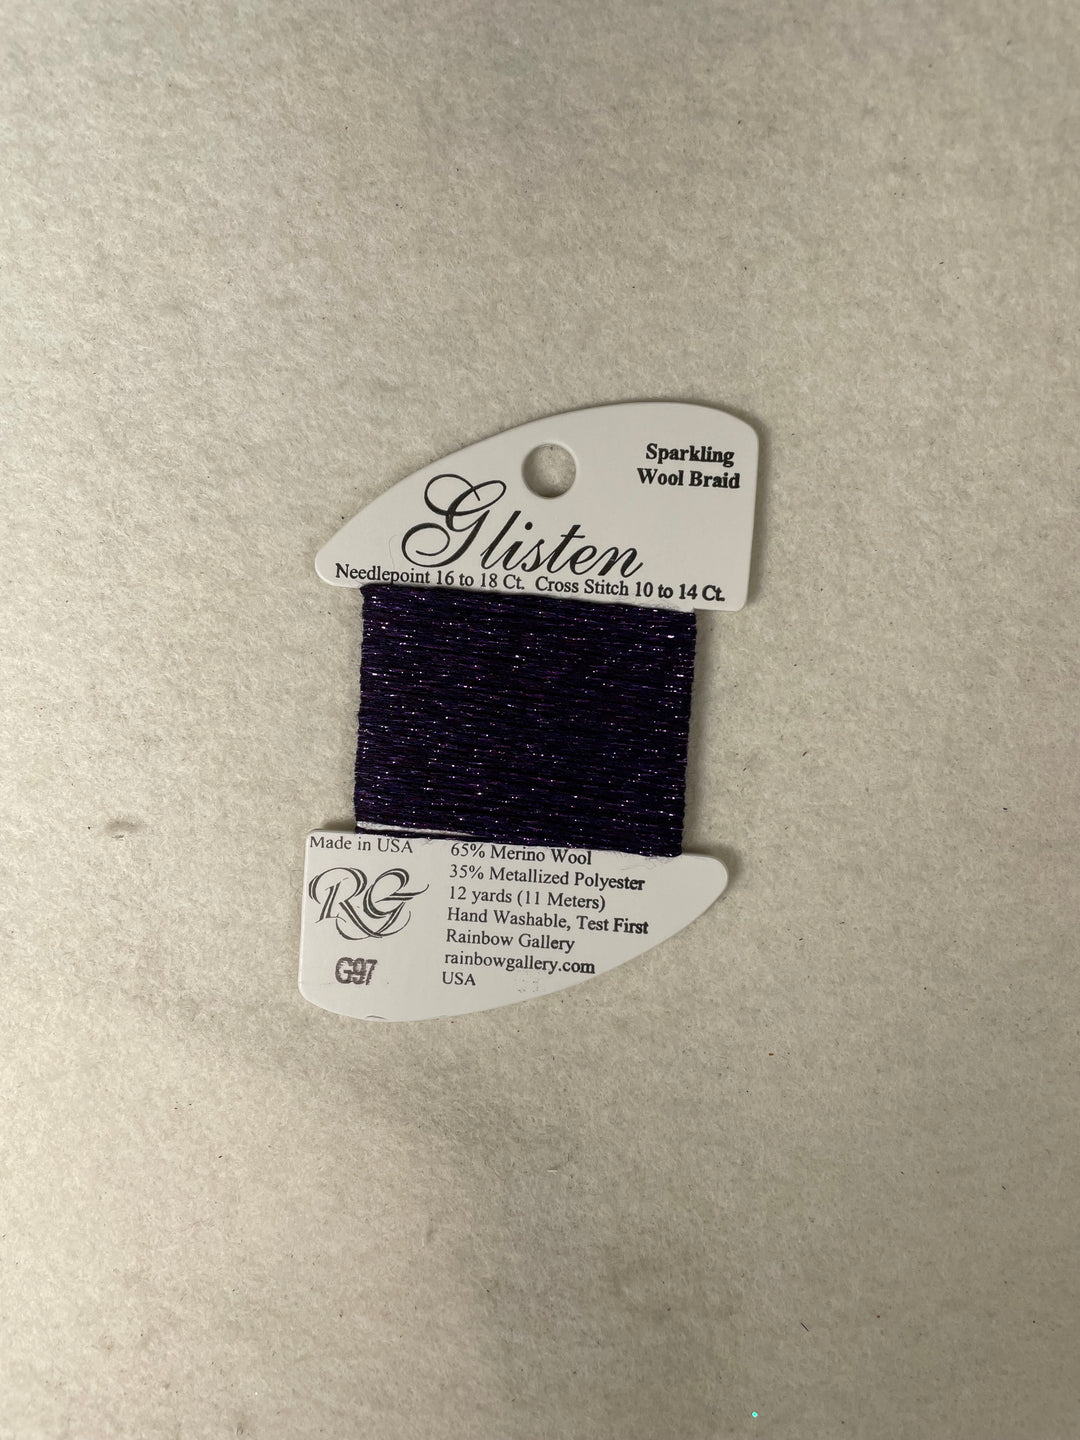 Sparkling
Wool Braid
Glisten
Needlepoint 16 to 18 Ct. Cross Stitch 10 to 14 Ct.
Made in USA
RG
G97
65% Merino Wool
35% Metallized Polyester
12 yards (11 Meters)
Hand Washable, Test First
Rainbow Gallery
rainbowgallery.com
USA